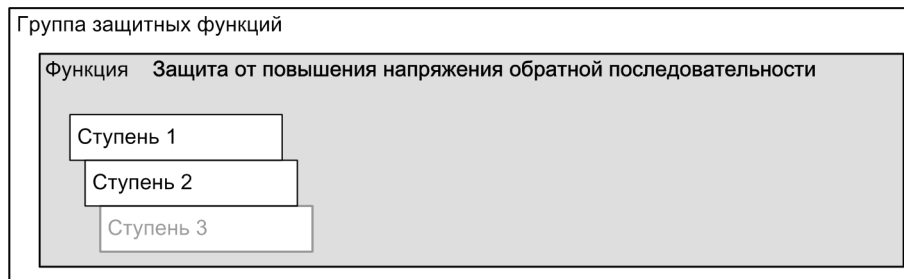 Группа защитных функций
Функция Защита от повышения напряжения обратной последовательности
Ступень 1
Ступень 2
Ступень 3